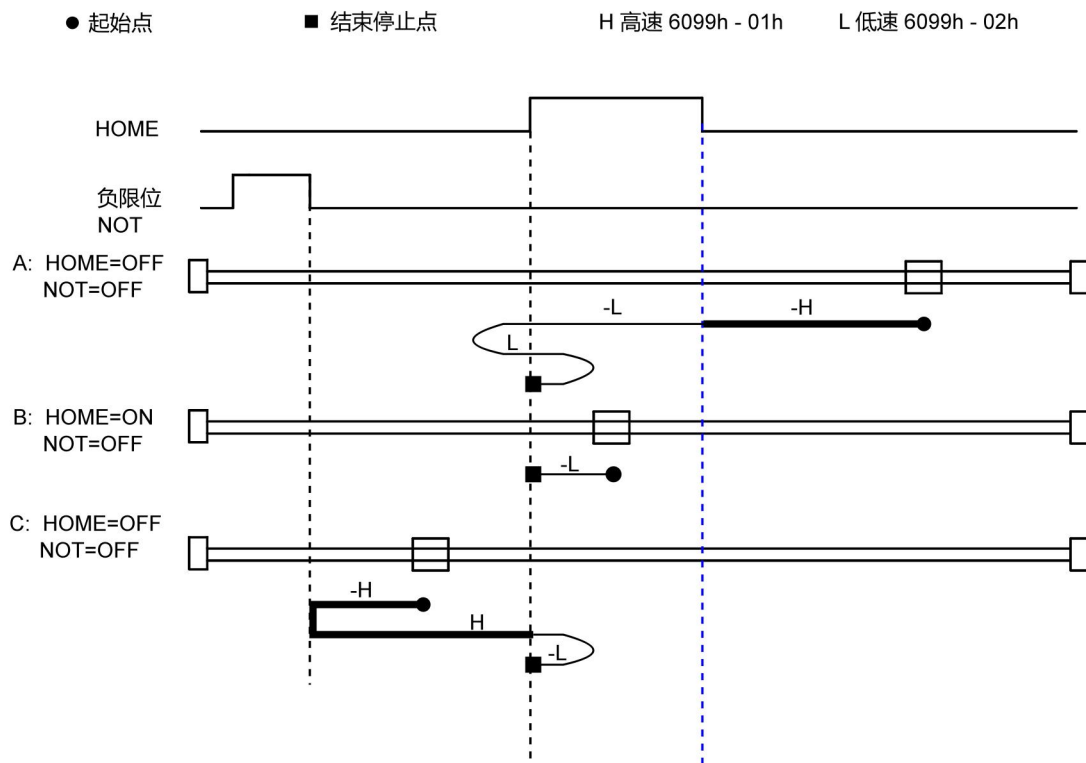 ● 起始点 ■ 结束停止点 H 高速 6099h - 01h L 低速 6099h - 02h
HOME
负限位
NOT
A: HOME=OFF
NOT=OFF
-L -H
L
B: HOME=ON
NOT=OFF
-L
C: HOME=OFF
NOT=OFF
-H
H
-L